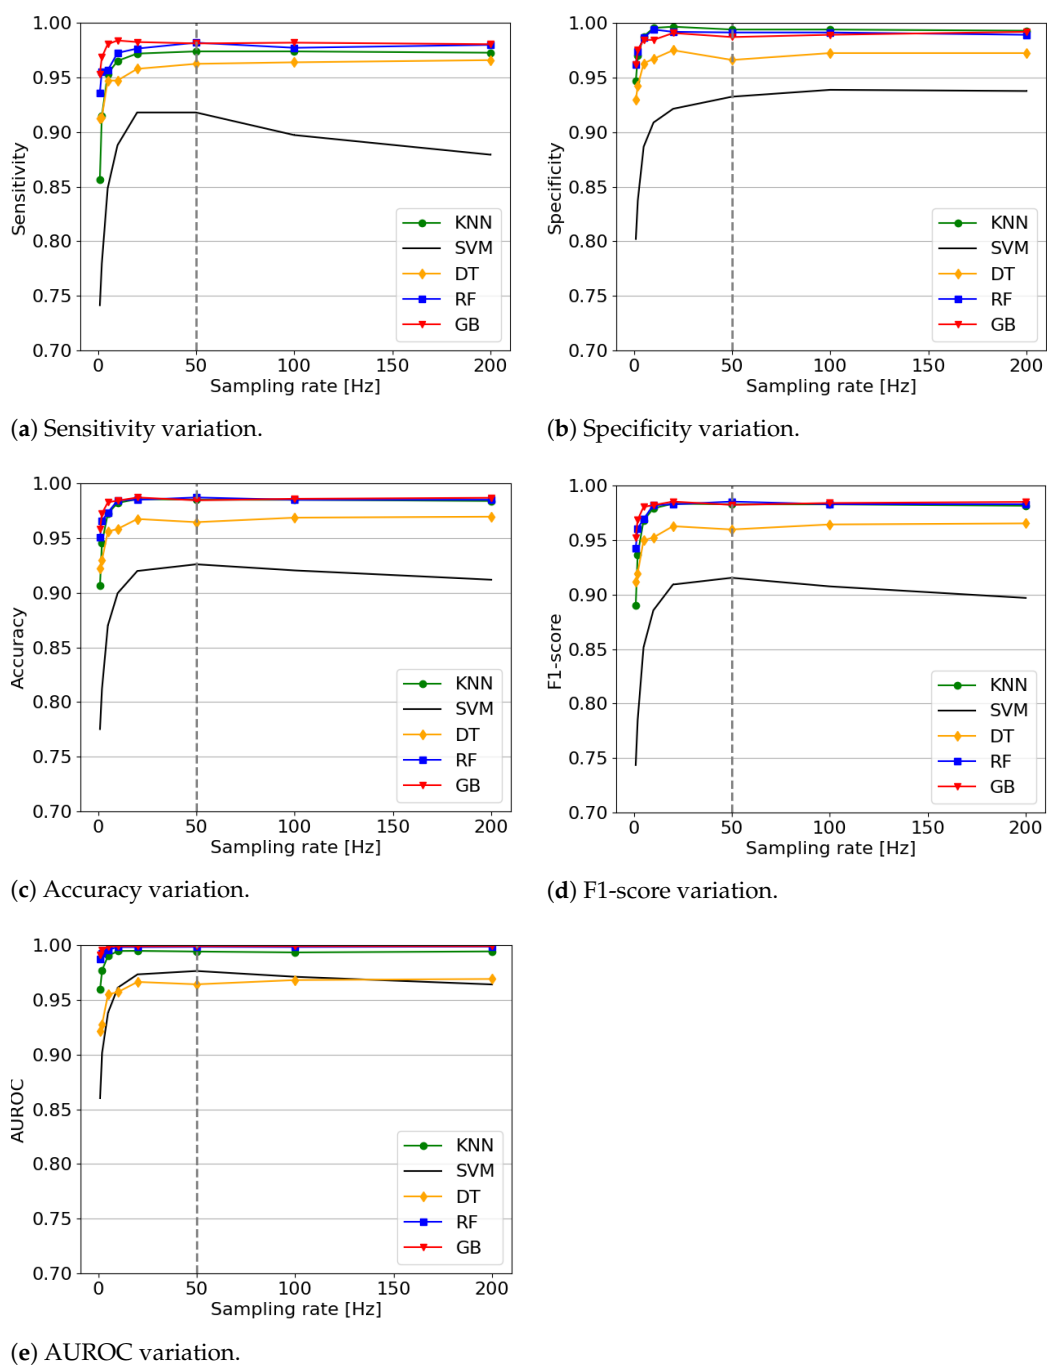 1.00
0.95
0.90
0.85
0.80
0.75
0.70
Sensitivity
0 50 100 150 200
Sampling rate [Hz]
KNN
SVM
DT
RF
GB
(a) Sensitivity variation.
1.00
0.95
0.90
0.85
0.80
0.75
0.70
Specificity
0 50 100 150 200
Sampling rate [Hz]
KNN
SVM
DT
RF
GB
(b) Specificity variation.
1.00
0.95
0.90
0.85
0.80
0.75
0.70
Accuracy
0 50 100 150 200
Sampling rate [Hz]
KNN
SVM
DT
RF
GB
(c) Accuracy variation.
1.00
0.95
0.90
0.85
0.80
0.75
0.70
F1-score
0 50 100 150 200
Sampling rate [Hz]
KNN
SVM
DT
RF
GB
(d) F1-score variation.
1.00
0.95
0.90
0.85
0.80
0.75
0.70
AUROC
0 50 100 150 200
Sampling rate [Hz]
KNN
SVM
DT
RF
GB
(e) AUROC variation.